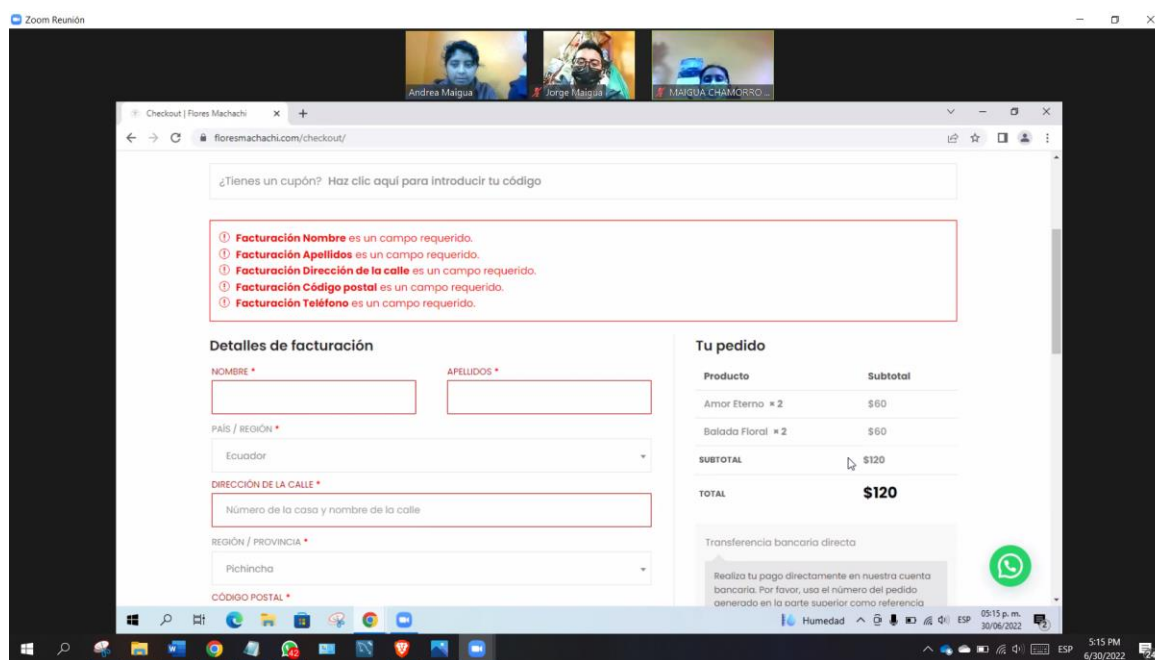 Zoom Reunión
Andrea Maigua
Jorge Maigua
MAIGUA CHAMORRO ...
Checkout | Flores Machachi
floresmachachi.com/checkout/
¿Tienes un cupón? Haz clic aquí para introducir tu código
Facturación Nombre es un campo requerido.
Facturación Apellidos es un campo requerido.
Facturación Dirección de la calle es un campo requerido.
Facturación Código postal es un campo requerido.
Facturación Teléfono es un campo requerido.
Detalles de facturación
NOMBRE *
APELLIDOS *
PAÍS / REGIÓN *
Ecuador
DIRECCIÓN DE LA CALLE *
Número de la casa y nombre de la calle
REGIÓN / PROVINCIA *
Pichincha
CÓDIGO POSTAL *
Tu pedido
Producto Subtotal
Amor Eterno × 2 $60
Balada Floral × 2 $60
SUBTOTAL $120
TOTAL $120
Transferencia bancaria directa
Realiza tu pago directamente en nuestra cuenta
bancaria. Por favor, usa el número del pedido
generado en la parte superior como referencia
Humedad ESP 05:15 p. m.
30/06/2022
2
42
ESP 5:15 PM
6/30/2022
24